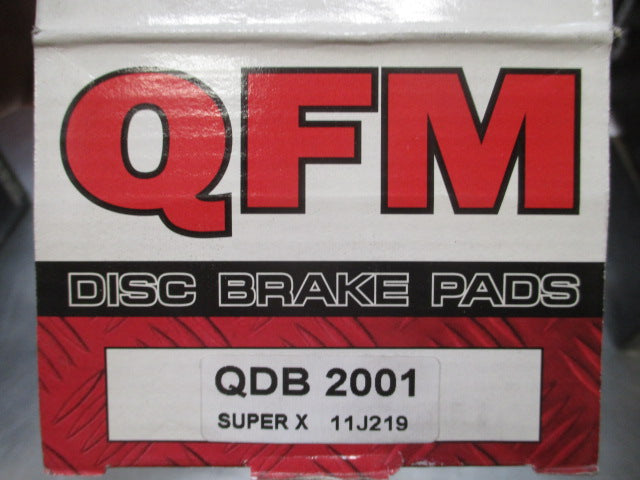 QFM
DISC BRAKE PADS
QDB 2001
SUPER X 11J219